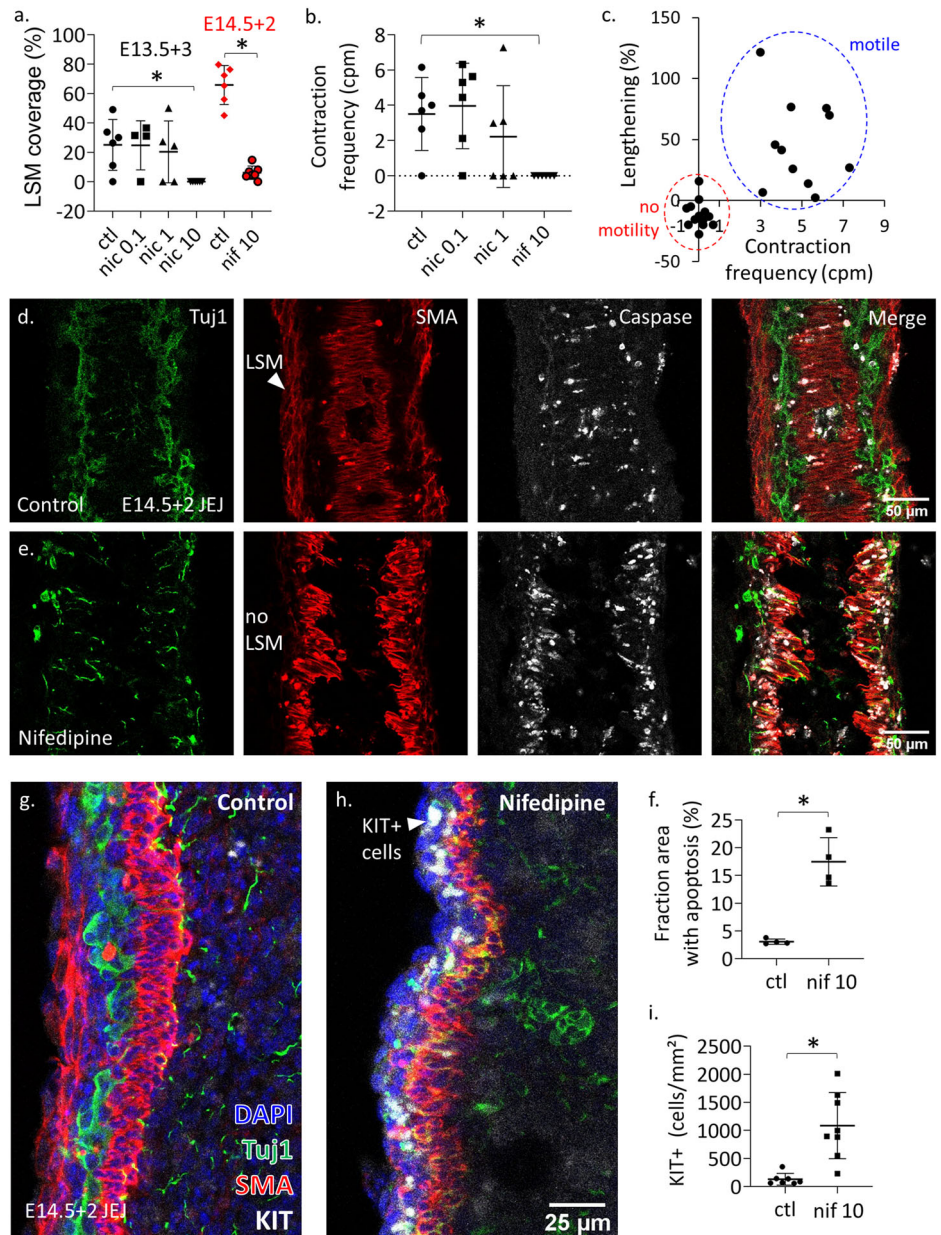 a.
E14.5+2
E13.5+3
*
*
LSM coverage (%)
100
80
60
40
20
0
-20
ctl
nic 0.1
nic 1
nic 10
ctl
nif 10
b.
*
Contraction
frequency (cpm)
8
6
4
2
0
-2
ctl
nic 0.1
nic 1
nif 10
c.
Lengthening (%)
150
100
50
0
-50
-1 1 3 5 7 9
motile
no
motility
Contraction
frequency (cpm)
d.
Tuj1
SMA
Caspase
Merge
LSM
Control
E14.5+2 JEJ
50 µm
e.
no
LSM
Nifedipine
50 µm
g.
Control
DAPI
Tuj1
SMA
KIT
E14.5+2 JEJ
h.
Nifedipine
KIT+
cells
25 µm
f.
*
Fraction area
with apoptosis (%)
25
20
15
10
5
0
ctl
nif 10
i.
*
KIT+ (cells/mm²)
2500
2000
1500
1000
500
0
ctl
nif 10